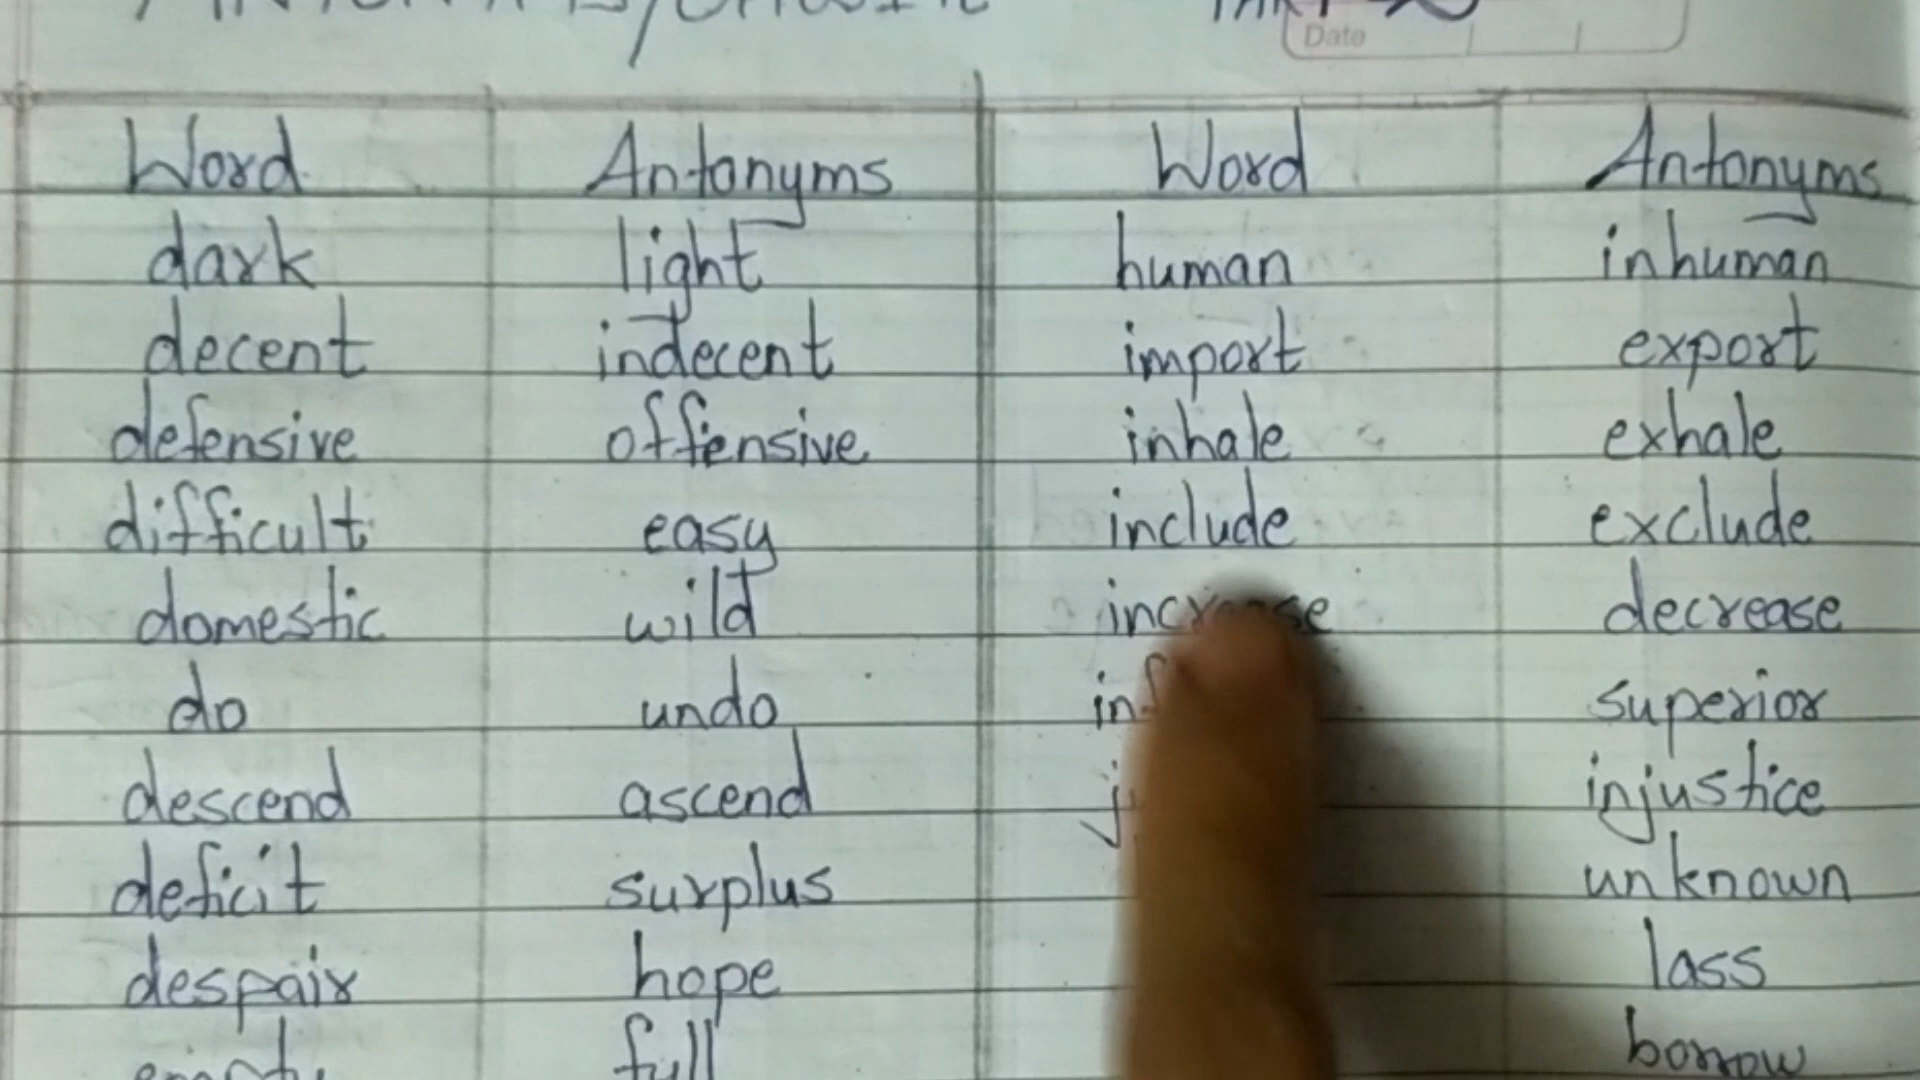 Date
Word Antonyms Word Antonyms
dark light human inhuman
decent indecent import export
defensive offensive inhale exhale
difficult easy include exclude
domestic wild increase decrease
do undo superior
descend ascend injustice
deficit surplus unknown
despair hope lass
empty full borrow